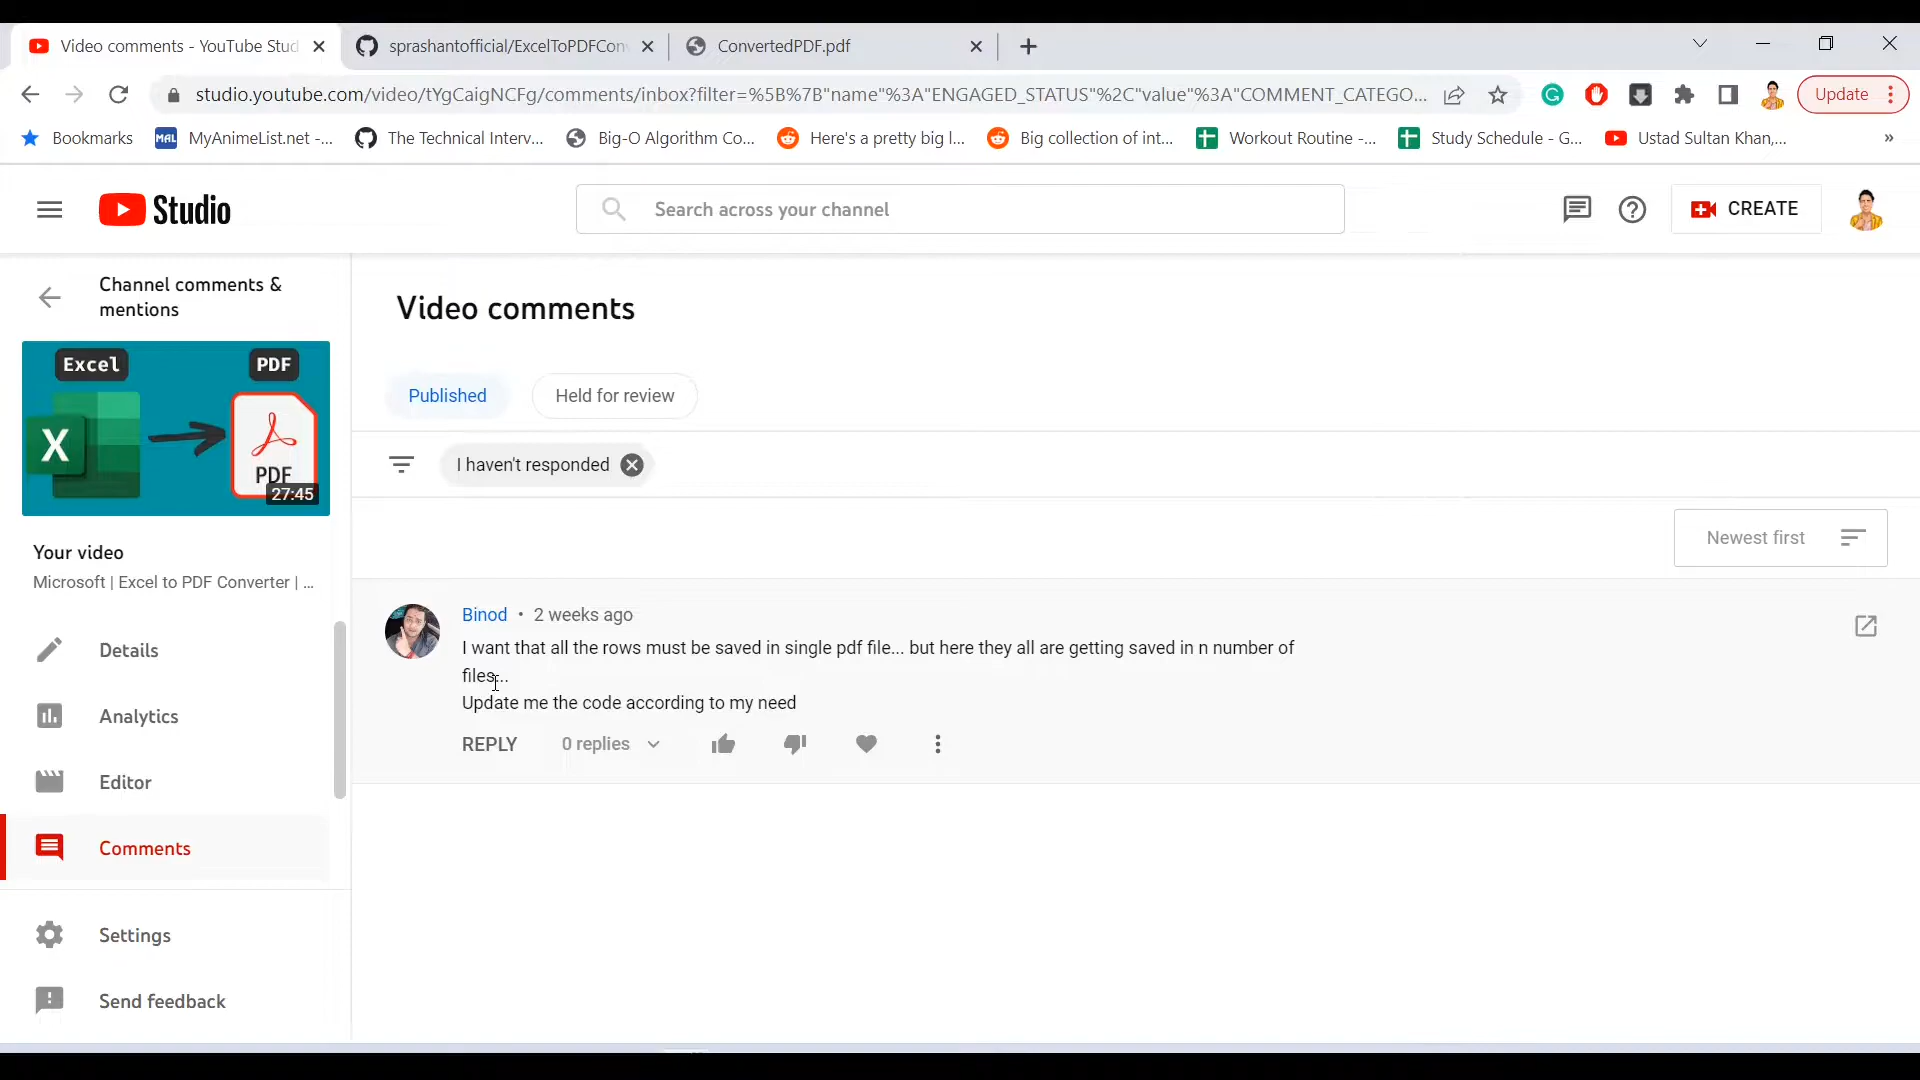 Video comments - YouTube Stud
sprashantofficial/ExcelToPDFCon
ConvertedPDF.pdf
studio.youtube.com/video/tYgCaigNCFg/comments/inbox?filter=%5B%7B"name"%3A"ENGAGED_STATUS"%2C"value"%3A"COMMENT_CATEGO...
Update
Bookmarks
MAL MyAnimeList.net -...
The Technical Interv...
Big-O Algorithm Co...
Here's a pretty big l...
Big collection of int...
Workout Routine -...
Study Schedule - G...
Ustad Sultan Khan,...
»
Studio
Search across your channel
CREATE
Channel comments &
mentions
Excel
PDF
X
PDF
27:45
Your video
Microsoft | Excel to PDF Converter | ...
Details
Analytics
Editor
Comments
Settings
Send feedback
Video comments
Published
Held for review
I haven't responded
Newest first
Binod • 2 weeks ago
I want that all the rows must be saved in single pdf file... but here they all are getting saved in n number of
files...
Update me the code according to my need
REPLY
0 replies